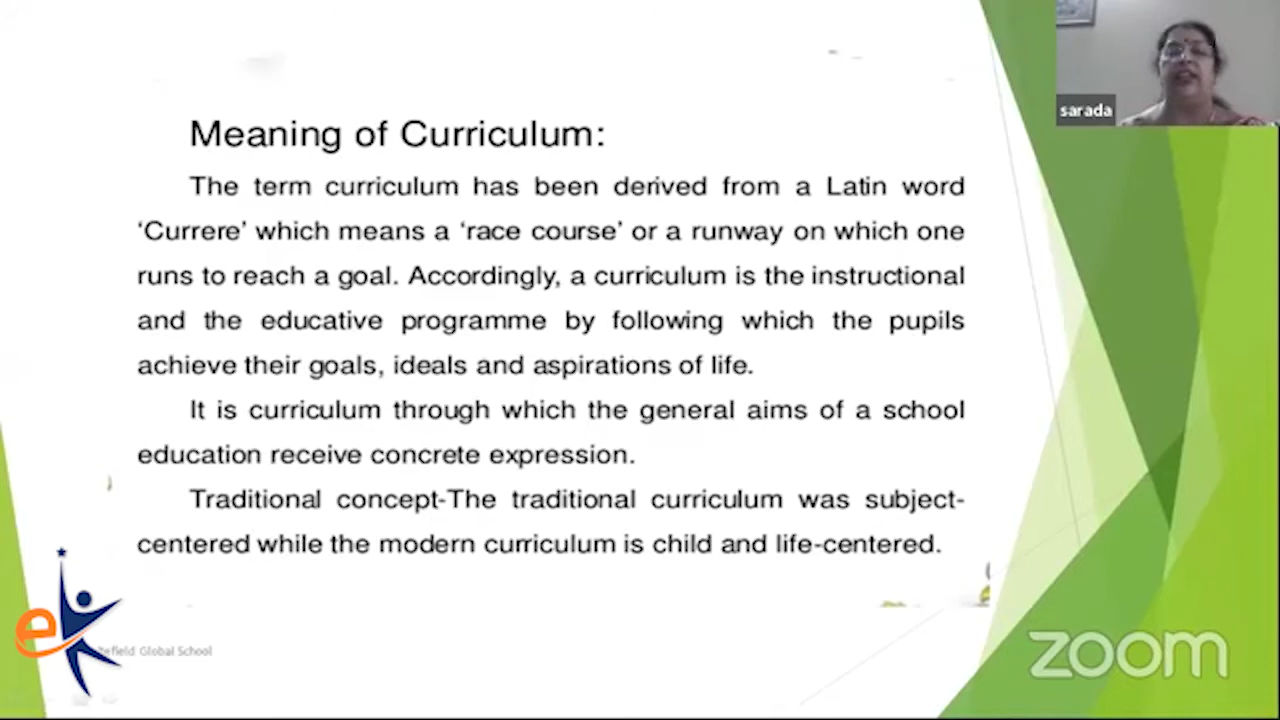 sarada
Meaning of Curriculum:
The term curriculum has been derived from a Latin word
‘Currere’ which means a ‘race course’ or a runway on which one
runs to reach a goal. Accordingly, a curriculum is the instructional
and the educative programme by following which the pupils
achieve their goals, ideals and aspirations of life.
It is curriculum through which the general aims of a school
education receive concrete expression.
Traditional concept-The traditional curriculum was subject-
centered while the modern curriculum is child and life-centered.
e
Global School
zoom